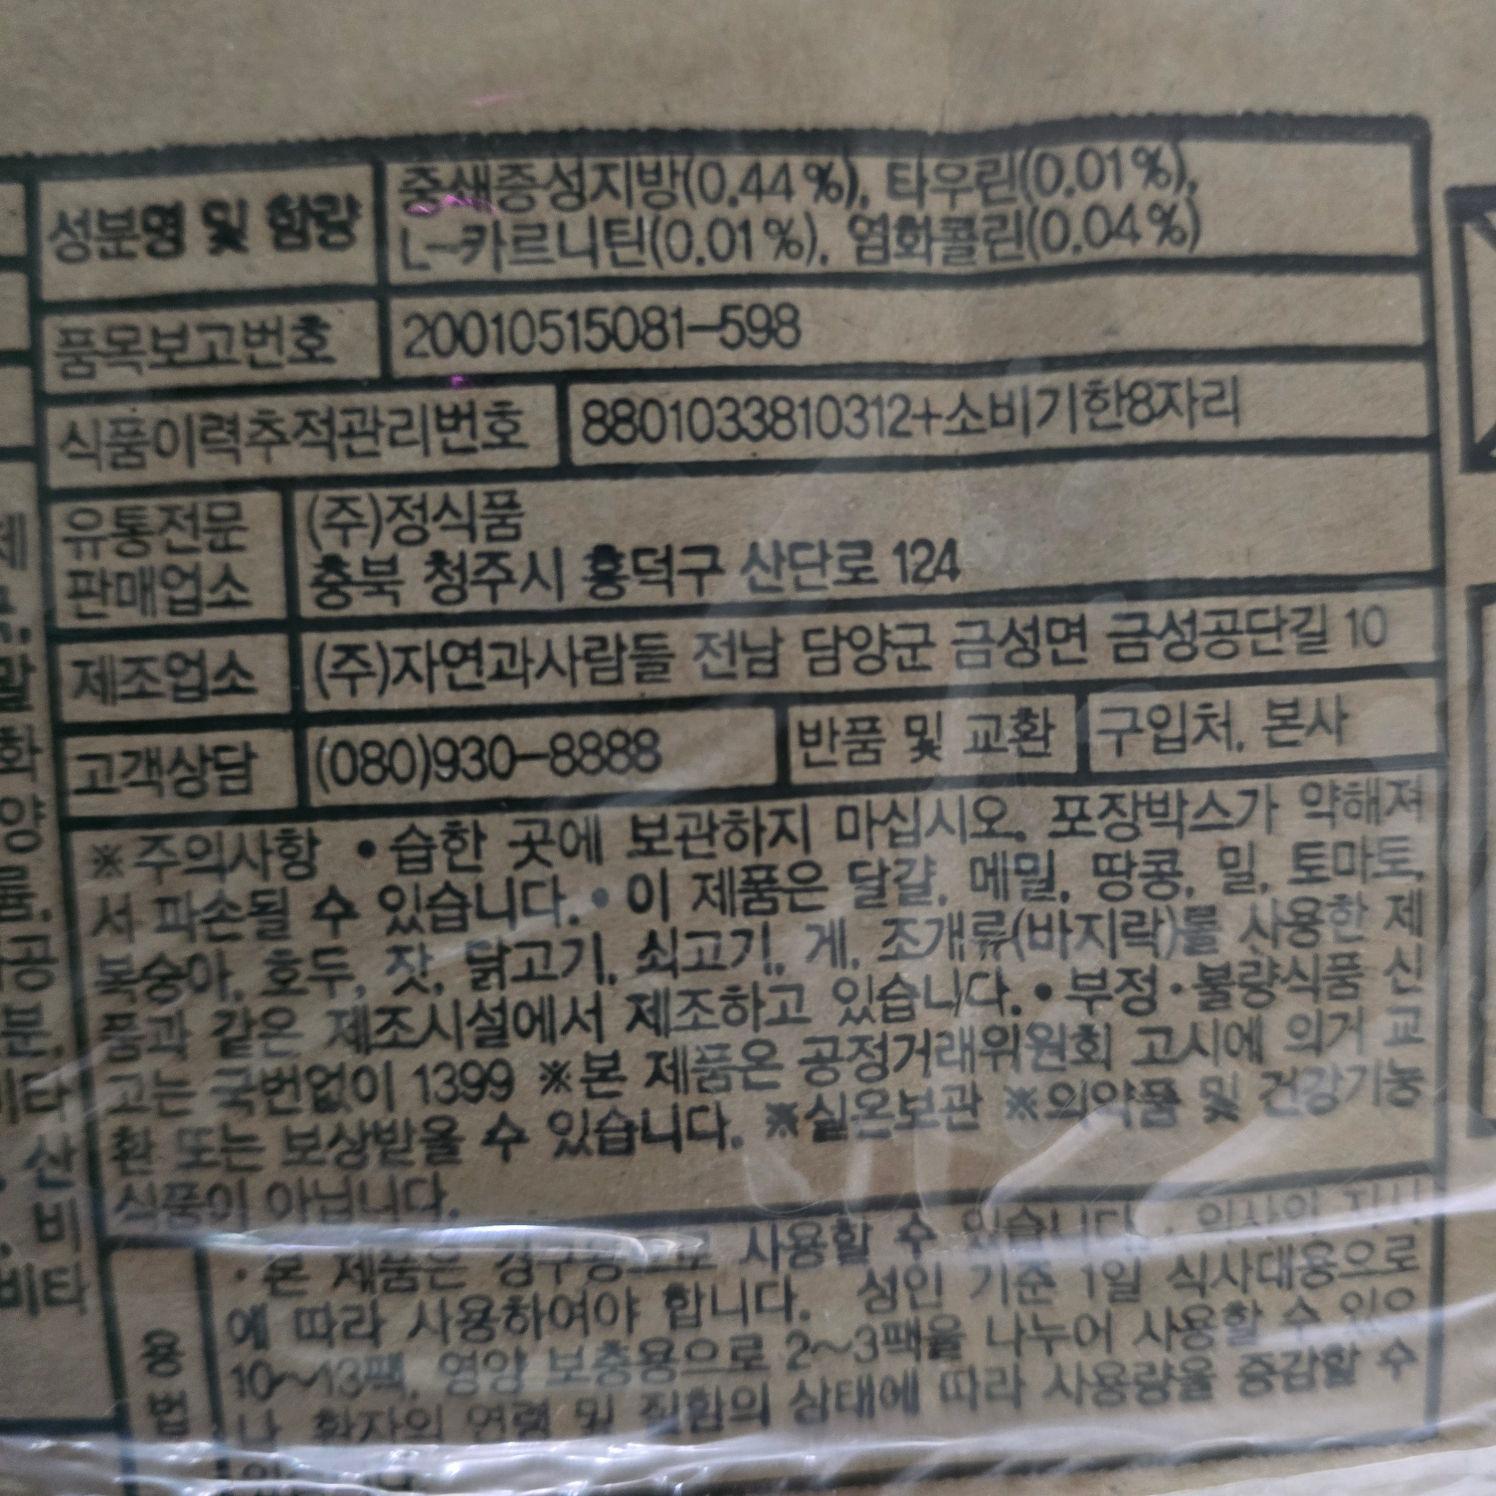 성분명 및 함량
중쇄중성지방(0.44%), 타우린(0.01%),
L-카르니틴(0.01%), 염화콜린(0.04%)
품목보고번호 20010515081-598
식품이력추적관리번호 8801033810312+소비기한8자리
유통전문
판매업소
(주)정식품
충북 청주시 흥덕구 산단로 124
제조업소 (주)자연과사람들 전남 담양군 금성면 금성공단길 10
고객상담 (080)930-8888 반품 및 교환 구입처, 본사
※주의사항 •습한 곳에 보관하지 마십시오. 포장박스가 약해져
서 파손될 수 있습니다.•이 제품은 달걀, 메밀, 땅콩, 밀, 토마토,
복숭아, 호두, 잣, 닭고기, 쇠고기, 게, 조개류(바지락)를 사용한 제
품과 같은 제조시설에서 제조하고 있습니다.•부정·불량식품 신
고는 국번없이 1399 ※본 제품은 공정거래위원회 고시에 의거 교
환 또는 보상받을 수 있습니다. ※실온보관 ※의약품 및 건강기능
식품이 아닙니다.
용법
·본 제품은 사용할 수 있습니다.
에 따라 사용하여야 합니다. 성인 기준 1일 식사대용으로
10~13팩, 영양 보충용으로 2~3팩을 나누어 사용할 수 있으
나 환자의 연령 및 질환의 상태에 따라 사용량을 증감할 수